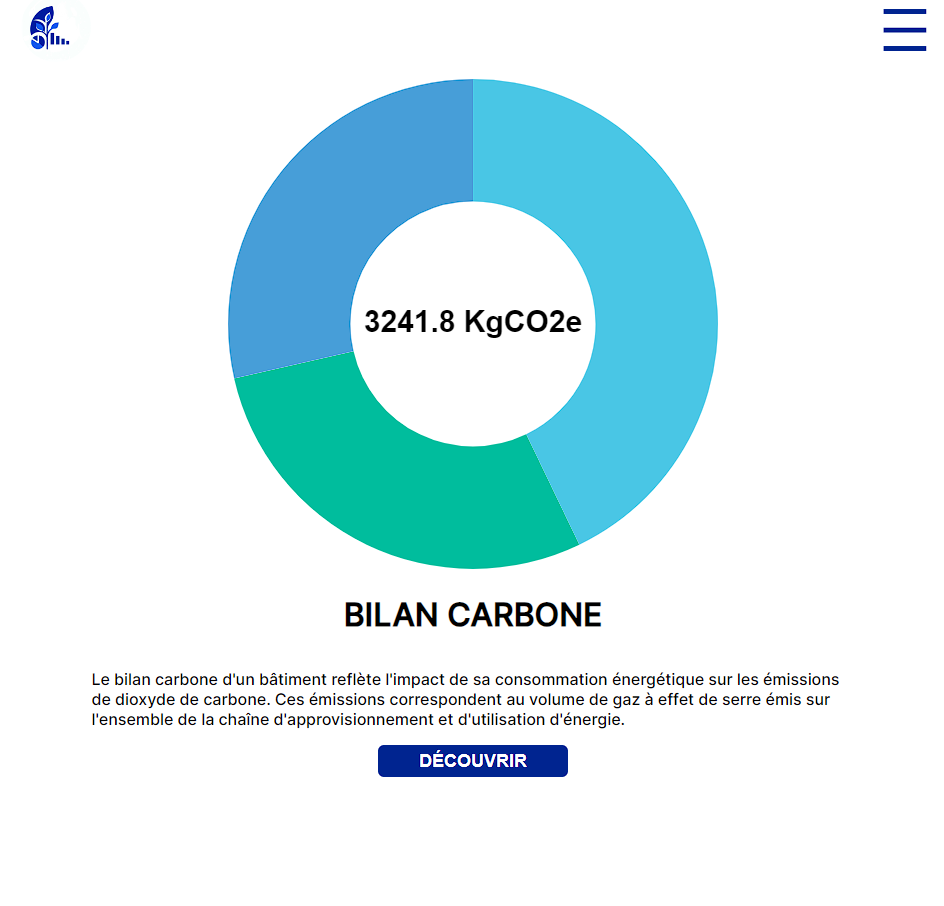 3241.8 KgCO2e
BILAN CARBONE
Le bilan carbone d'un bâtiment reflète l'impact de sa consommation énergétique sur les émissions
de dioxyde de carbone. Ces émissions correspondent au volume de gaz à effet de serre émis sur
l'ensemble de la chaîne d'approvisionnement et d'utilisation d'énergie.
DÉCOUVRIR